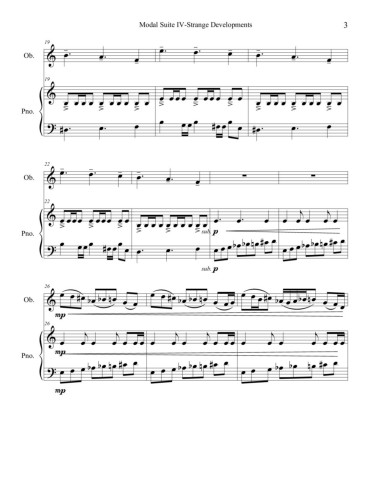 Modal Suite IV-Strange Developments
3
19
Ob.
19
Pno.
22
Ob.
22
Pno.
sub. p
sub. p
26
Ob.
mp
26
Pno.
mp
mp